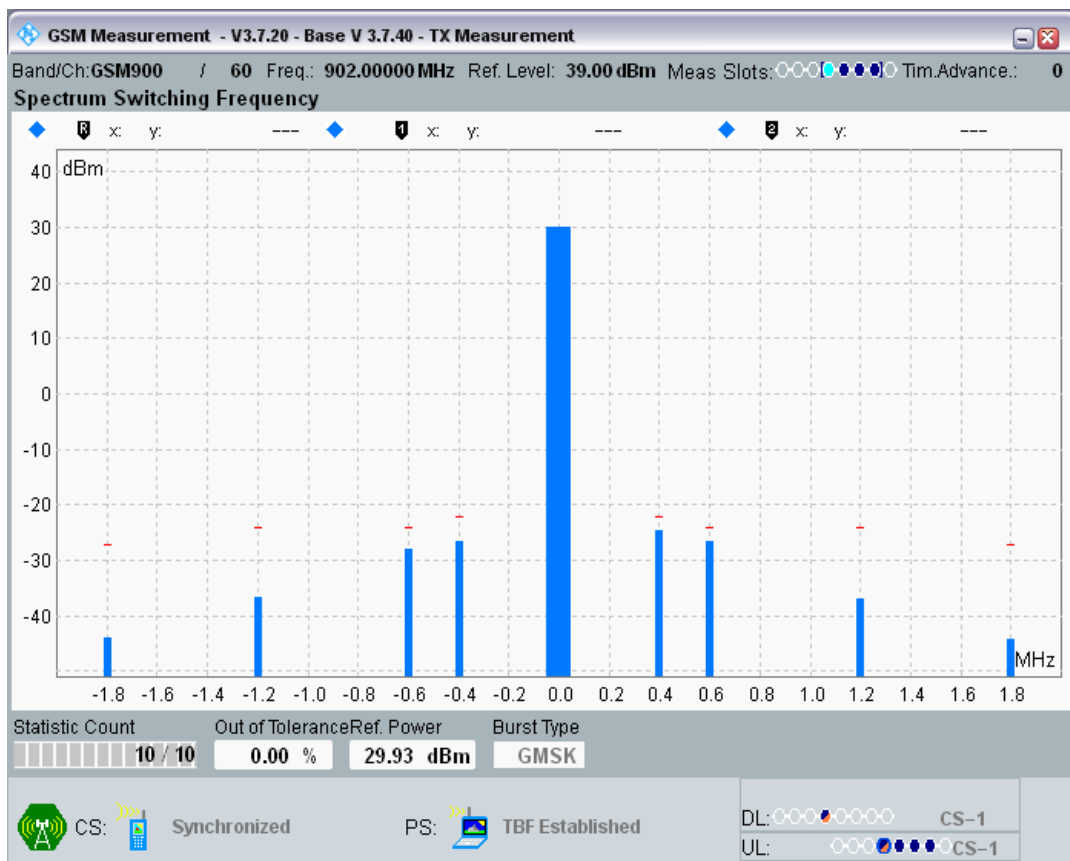 GSM Measurement - V3.7.20 - Base V 3.7.40 - TX Measurement
Band/Ch:GSM900 / 60 Freq.: 902.00000 MHz Ref. Level: 39.00 dBm Meas Slots: Tim.Advance.: 0
Spectrum Switching Frequency
R x: y: --- 1 x: y: --- 2 x: y: ---
dBm
40
30
20
10
0
-10
-20
-30
-40
MHz
-1.8 -1.6 -1.4 -1.2 -1.0 -0.8 -0.6 -0.4 -0.2 0.0 0.2 0.4 0.6 0.8 1.0 1.2 1.4 1.6 1.8
Statistic Count Out of Tolerance Ref. Power Burst Type
10 / 10 0.00 % 29.93 dBm GMSK
CS: Synchronized PS: TBF Established
DL: CS-1
UL: CS-1